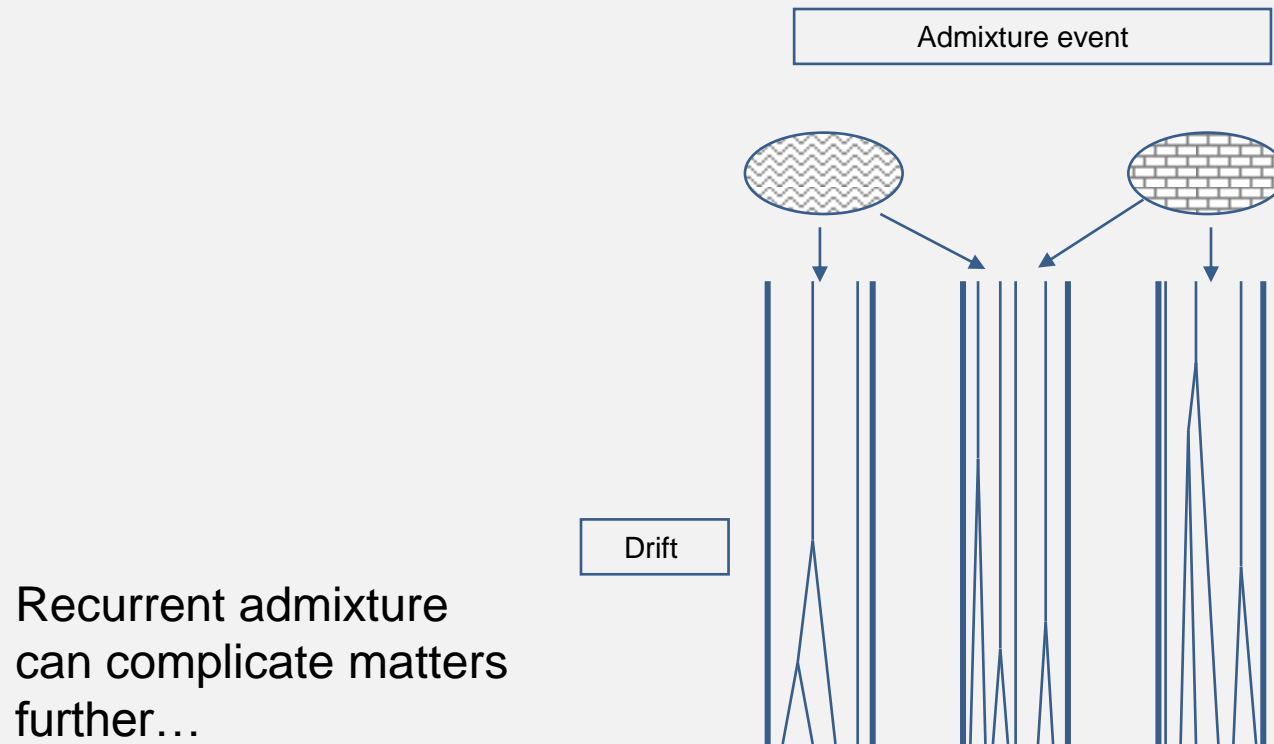 Admixture event
Drift
Recurrent admixture
can complicate matters
further…